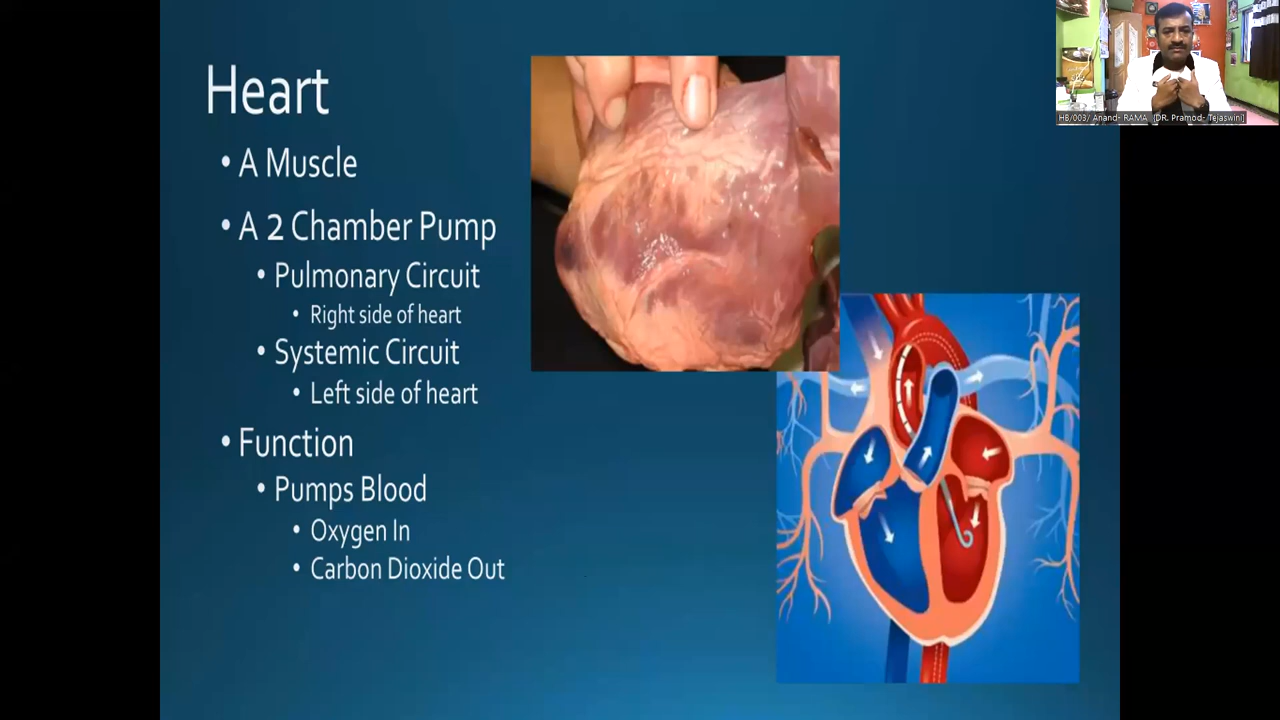 Heart
• A Muscle
• A 2 Chamber Pump
• Pulmonary Circuit
• Right side of heart
• Systemic Circuit
• Left side of heart
• Function
• Pumps Blood
• Oxygen In
• Carbon Dioxide Out
HB/003/ Anand- RAMA [DR. Pramod- Tejaswini]